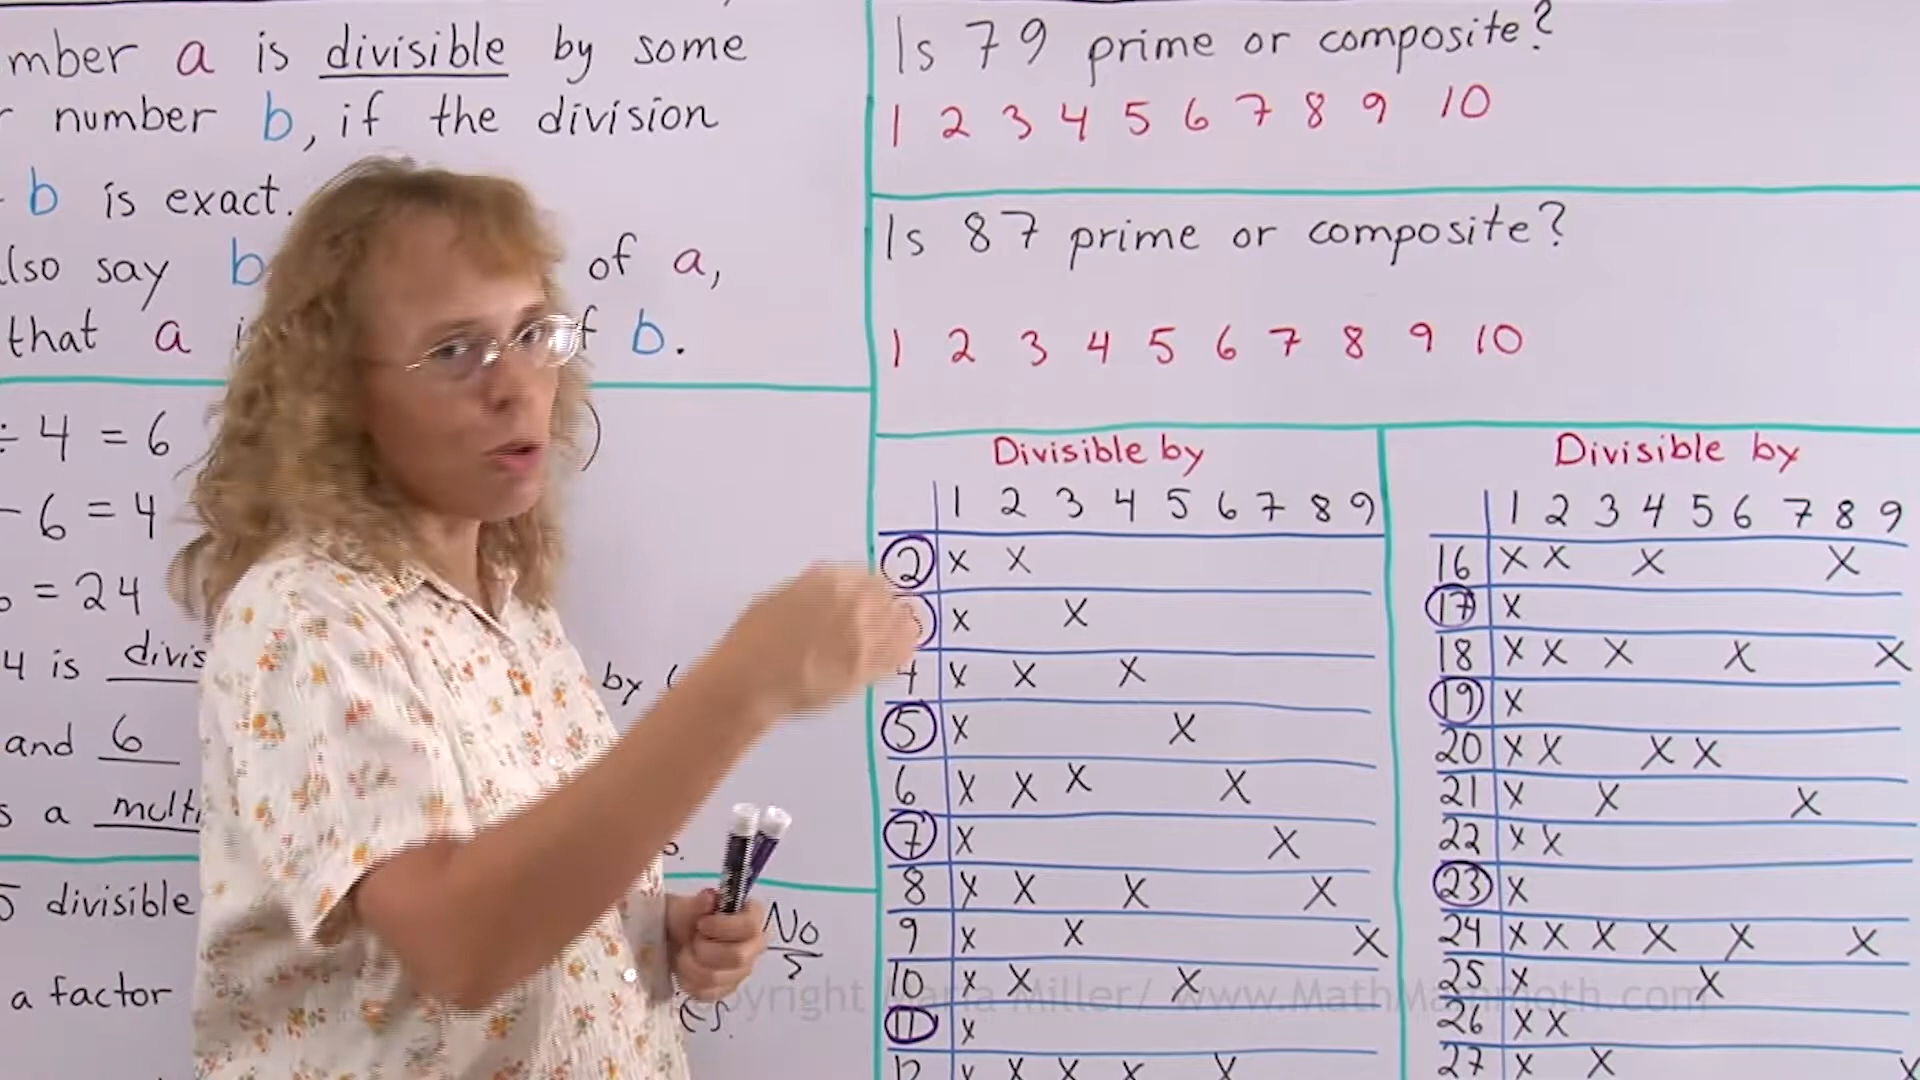 mber a is divisible by some
number b, if the division
b is exact.
lso say b of a,
that a b.
÷ 4 = 6 )
6 = 4
= 24
4 is divis by
and 6
s a multi
5 divisible No
a factor
Is 79 prime or composite?
1 2 3 4 5 6 7 8 9 10
Is 87 prime or composite?
1 2 3 4 5 6 7 8 9 10
Divisible by
1 2 3 4 5 6 7 8 9
2 x x
x x
4 x x x
5 x x
6 x x x x
7 x x
8 x x x x
9 x x x
10 x x x
11 x
12 x x x x x
Divisible by
1 2 3 4 5 6 7 8 9
16 x x x x
17 x
18 x x x x x
19 x
20 x x x x
21 x x x
22 x x
23 x
24 x x x x x x
25 x x
26 x x
27 x x x
pyright Maria Miller/ www.MathMammoth.com